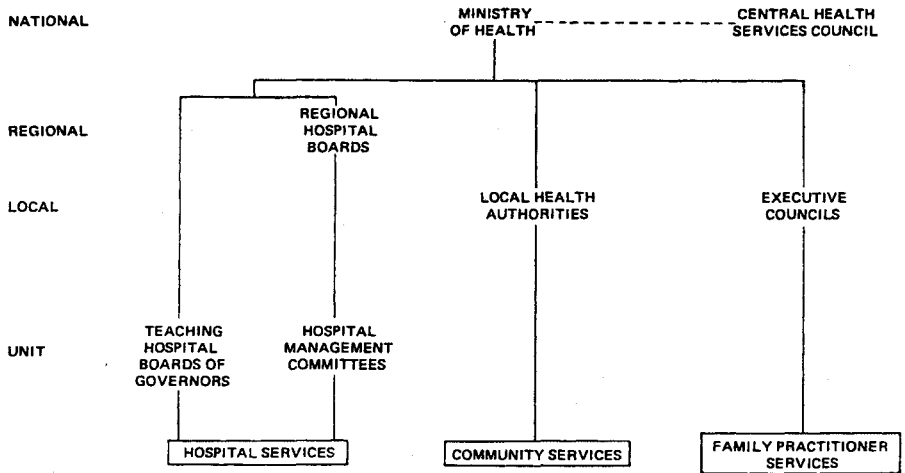 NATIONAL
MINISTRY
OF HEALTH
CENTRAL HEALTH
SERVICES COUNCIL
REGIONAL
REGIONAL
HOSPITAL
BOARDS
LOCAL
LOCAL HEALTH
AUTHORITIES
EXECUTIVE
COUNCILS
UNIT
TEACHING
HOSPITAL
BOARDS OF
GOVERNORS
HOSPITAL
MANAGEMENT
COMMITTEES
HOSPITAL SERVICES
COMMUNITY SERVICES
FAMILY PRACTITIONER
SERVICES